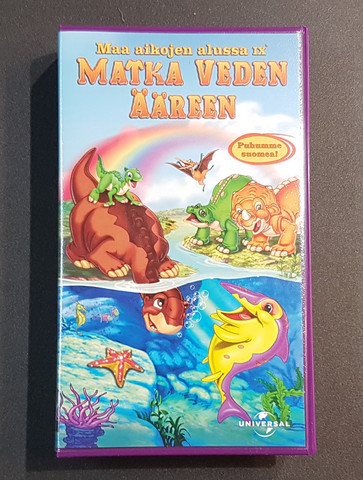 Maa aikojen alussa IX
MATKA VEDEN
ÄÄREEN
Puhumme
suomea!
UNIVERSAL